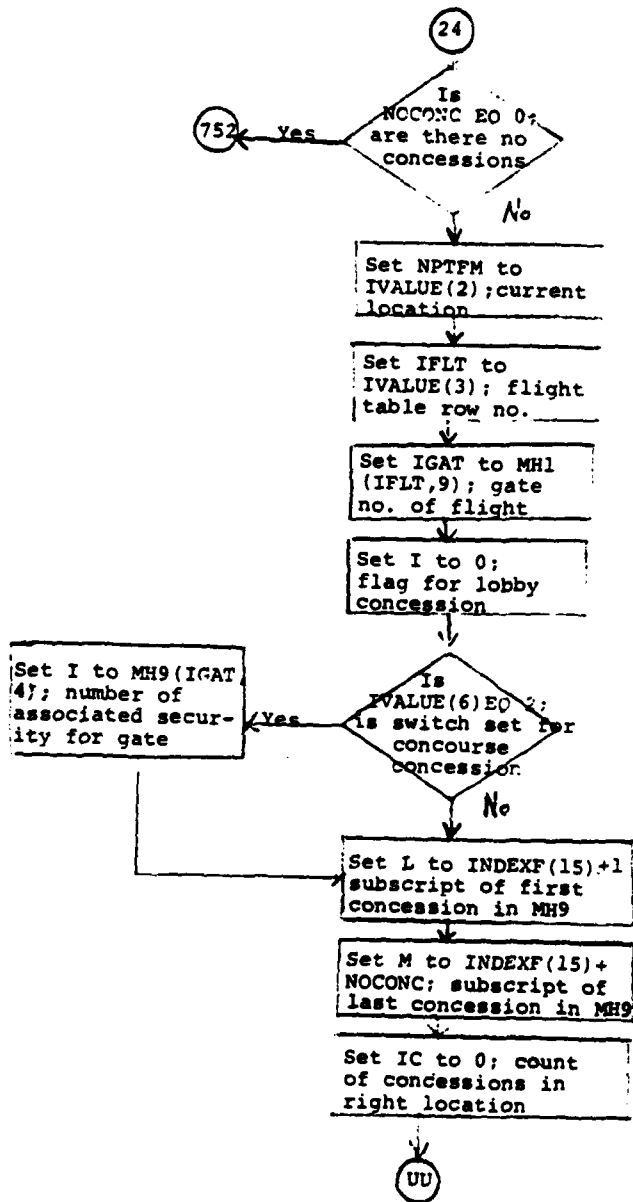 24
Is
NOCONC EQ 0;
are there no
concessions
752
Yes
No
Set NPTFM to
IVALUE(2);current
location
Set IFLT to
IVALUE(3); flight
table row no.
Set IGAT to MH1
(IFLT,9); gate
no. of flight
Set I to 0;
flag for lobby
concession
Is
IVALUE(6)EQ 2;
is switch set for
concourse
concession
Yes
Set I to MH9(IGAT,
4); number of
associated secur-
ity for gate
No
Set L to INDEXF(15)+1
subscript of first
concession in MH9
Set M to INDEXF(15)+
NOCONC; subscript of
last concession in MH9
Set IC to 0; count
of concessions in
right location
UU